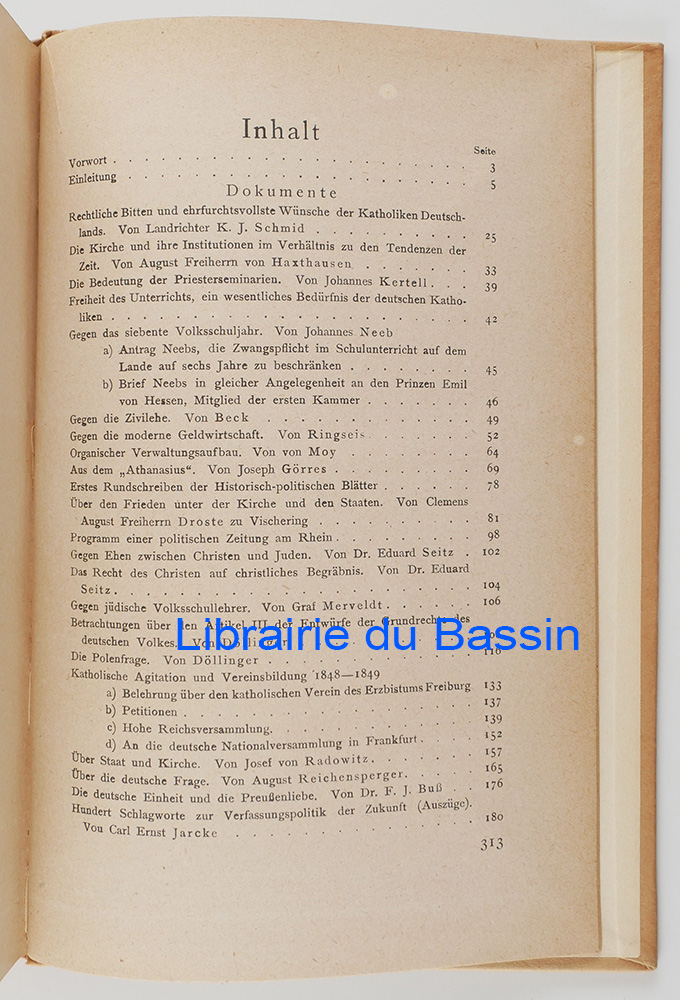 Inhalt
Seite
Vorwort . . . . . . . . . . . . . . . . . . . . 3
Einleitung . . . . . . . . . . . . . . . . . . . 5
Dokumente
Rechtliche Bitten und ehrfurchtsvollste Wünsche der Katholiken Deutsch-
lands. Von Landrichter K. J. Schmid . . . . . . . . . . 25
Die Kirche und ihre Institutionen im Verhältnis zu den Tendenzen der
Zeit. Von August Freiherrn von Haxthausen . . . . . . . 33
Die Bedeutung der Priesterseminarien. Von Johannes Kertell . . . 39
Freiheit des Unterrichts, ein wesentliches Bedürfnis der deutschen Katho-
liken . . . . . . . . . . . . . . . . . . . . 42
Gegen das siebente Volksschuljahr. Von Johannes Neeb
a) Antrag Neebs, die Zwangspflicht im Schulunterricht auf dem
Lande auf sechs Jahre zu beschränken . . . . . . . . 45
b) Brief Neebs in gleicher Angelegenheit an den Prinzen Emil
von Hessen, Mitglied der ersten Kammer . . . . . . . 46
Gegen die Zivilehe. Von Beck . . . . . . . . . . . . 49
Gegen die moderne Geldwirtschaft. Von Ringseis . . . . . . 52
Organischer Verwaltungsaufbau. Von von Moy . . . . . . . . 64
Aus dem „Athanasius“. Von Joseph Görres . . . . . . . . . 69
Erstes Rundschreiben der Historisch-politischen Blätter . . . . . . 78
Über den Frieden unter der Kirche und den Staaten. Von Clemens
August Freiherrn Droste zu Vischering . . . . . . . . . 81
Programm einer politischen Zeitung am Rhein . . . . . . . . . 98
Gegen Ehen zwischen Christen und Juden. Von Dr. Eduard Seitz . 102
Das Recht des Christen auf christliches Begräbnis. Von Dr. Eduard
Seitz . . . . . . . . . . . . . . . . . . . . 104
Gegen jüdische Volksschullehrer. Von Graf Merveldt . . . . . . 106
Betrachtungen über den Artikel III der Entwürfe der Grundrechte des
deutschen Volkes. Von Döllinger
Librairie du Bassin
Die Polenfrage. Von Döllinger . . . . . . . . . . . . . 116
Katholische Agitation und Vereinsbildung 1848—1849
a) Belehrung über den katholischen Verein des Erzbistums Freiburg 133
b) Petitionen . . . . . . . . . . . . . . . . . 137
c) Hohe Reichsversammlung . . . . . . . . . . . . 139
d) An die deutsche Nationalversammlung in Frankfurt . . . . 152
Über Staat und Kirche. Von Josef von Radowitz . . . . . . . 157
Über die deutsche Frage. Von August Reichensperger . . . . . 165
Die deutsche Einheit und die Preußenliebe. Von Dr. F. J. Buß . . 176
Hundert Schlagworte zur Verfassungspolitik der Zukunft (Auszüge).
Von Carl Ernst Jarcke . . . . . . . . . . . . . . 180
313